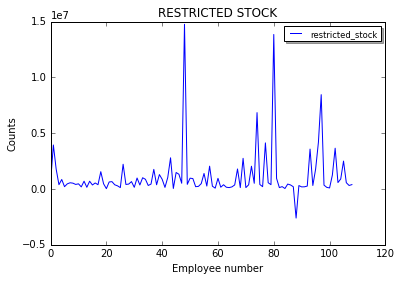 RESTRICTED STOCK
1e7
restricted_stock
1.5
1.0
0.5
0.0
−0.5
Counts
0 20 40 60 80 100 120
Employee number